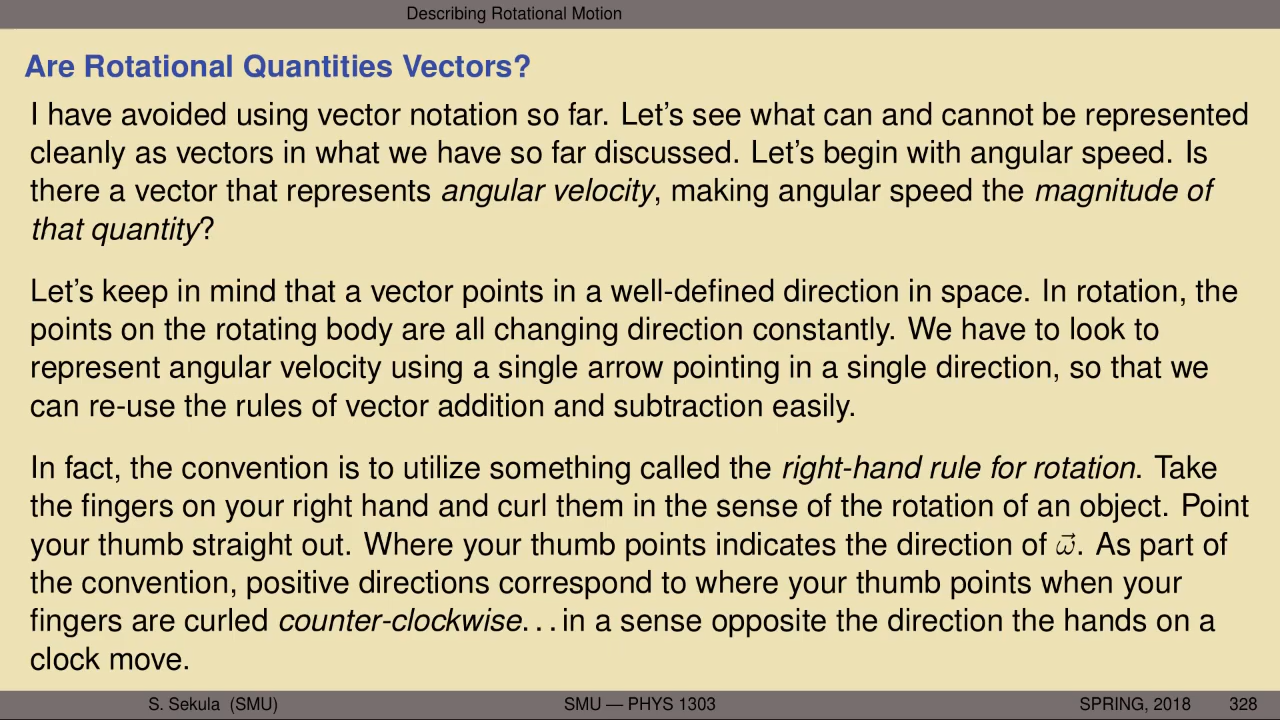 Describing Rotational Motion
Are Rotational Quantities Vectors?
I have avoided using vector notation so far. Let's see what can and cannot be represented
cleanly as vectors in what we have so far discussed. Let's begin with angular speed. Is
there a vector that represents angular velocity, making angular speed the magnitude of
that quantity?
Let's keep in mind that a vector points in a well-defined direction in space. In rotation, the
points on the rotating body are all changing direction constantly. We have to look to
represent angular velocity using a single arrow pointing in a single direction, so that we
can re-use the rules of vector addition and subtraction easily.
In fact, the convention is to utilize something called the right-hand rule for rotation. Take
the fingers on your right hand and curl them in the sense of the rotation of an object. Point
your thumb straight out. Where your thumb points indicates the direction of ω⃗. As part of
the convention, positive directions correspond to where your thumb points when your
fingers are curled counter-clockwise. . . in a sense opposite the direction the hands on a
clock move.
S. Sekula (SMU) SMU — PHYS 1303 SPRING, 2018 328